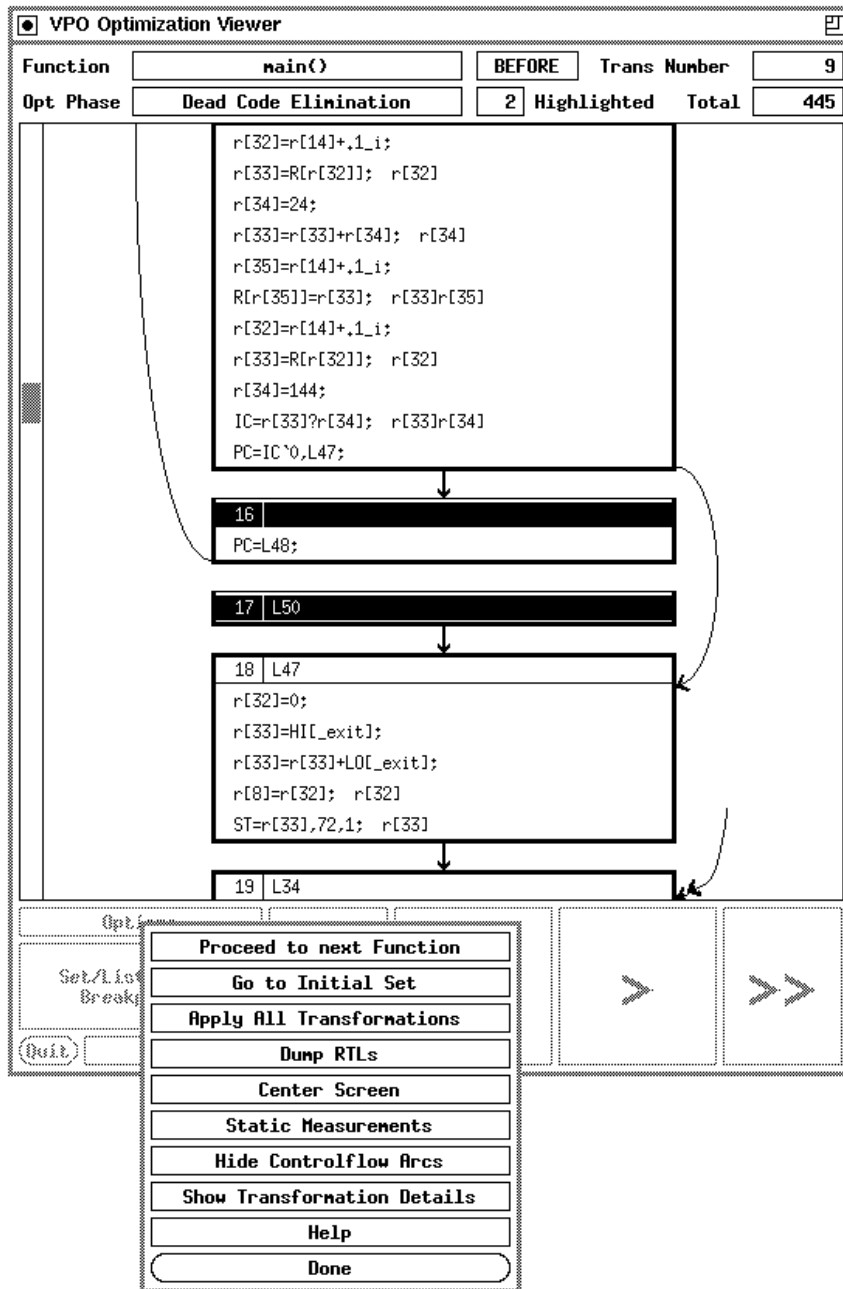 VPO Optimization Viewer
Function main() BEFORE Trans Number 9
Opt Phase Dead Code Elimination 2 Highlighted Total 445
r[32]=r[14]+.1_i;
r[33]=R[r[32]]; r[32]
r[34]=24;
r[33]=r[33]+r[34]; r[34]
r[35]=r[14]+.1_i;
R[r[35]]=r[33]; r[33]r[35]
r[32]=r[14]+.1_i;
r[33]=R[r[32]]; r[32]
r[34]=144;
IC=r[33]?r[34]; r[33]r[34]
PC=IC`0,L47;
16
PC=L48;
17 L50
18 L47
r[32]=0;
r[33]=HI[_exit];
r[33]=r[33]+LO[_exit];
r[8]=r[32]; r[32]
ST=r[33],72,1; r[33]
19 L34
> >>
Quit
Proceed to next Function
Go to Initial Set
Apply All Transformations
Dump RTLs
Center Screen
Static Measurements
Hide Controlflow Arcs
Show Transformation Details
Help
Done